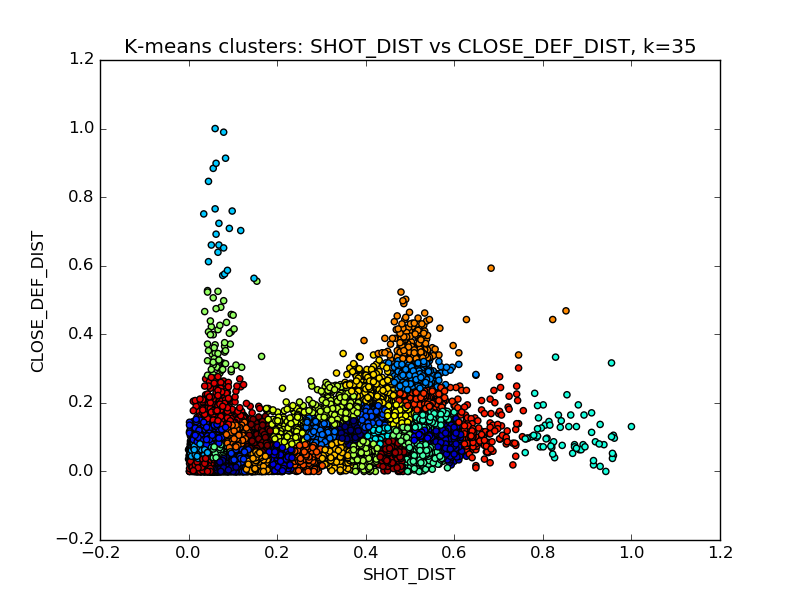 K-means clusters: SHOT_DIST vs CLOSE_DEF_DIST, k=35
1.2
1.0
0.8
0.6
0.4
0.2
0.0
−0.2
CLOSE_DEF_DIST
−0.2 0.0 0.2 0.4 0.6 0.8 1.0 1.2
SHOT_DIST